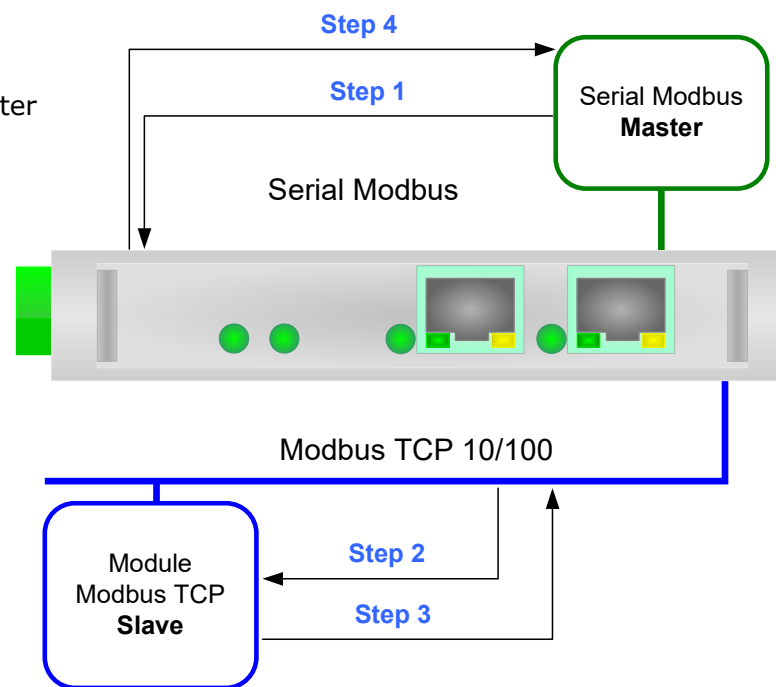 Step 4
ter
Step 1
Serial Modbus
Master
Serial Modbus
Modbus TCP 10/100
Step 2
Module
Modbus TCP
Slave
Step 3